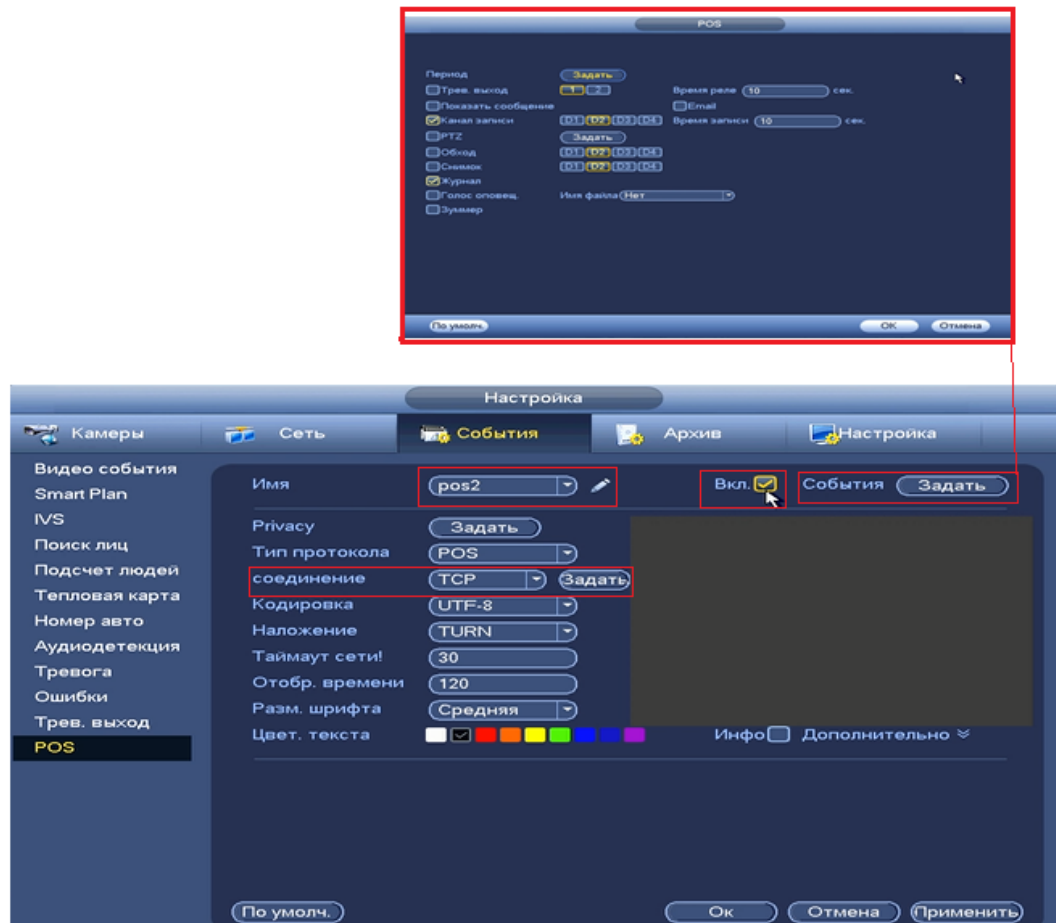 POS
Период Задать
Трев. выход 1 2 Время реле 10 сек.
Показать сообщение Email
Канал записи D1 D2 D3 D4 Время записи 10 сек.
PTZ Задать
Обход D1 D2 D3 D4
Снимок D1 D2 D3 D4
Журнал
Голос оповещ. Имя файла Нет
Зуммер
По умолч. ОК Отмена
Настройка
Камеры Сеть События Архив Настройка
Видео события
Smart Plan
IVS
Поиск лиц
Подсчет людей
Тепловая карта
Номер авто
Аудиодетекция
Тревога
Ошибки
Трев. выход
POS
Имя pos2 Вкл. События Задать
Privacy Задать
Тип протокола POS
соединение TCP Задать
Кодировка UTF-8
Наложение TURN
Таймаут сети! 30
Отобр. времени 120
Разм. шрифта Средняя
Цвет. текста Инфо Дополнительно
По умолч. Ок Отмена Применить